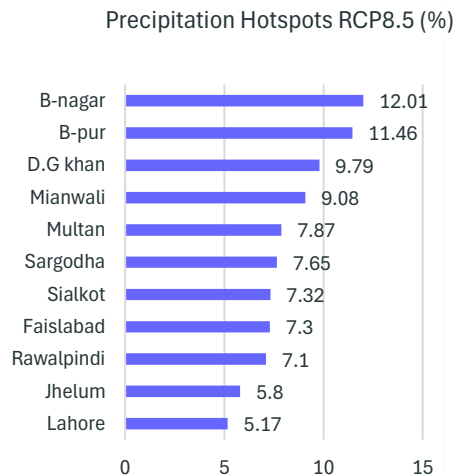 Precipitation Hotspots RCP8.5 (%)
B-nagar 12.01
B-pur 11.46
D.G khan 9.79
Mianwali 9.08
Multan 7.87
Sargodha 7.65
Sialkot 7.32
Faislabad 7.3
Rawalpindi 7.1
Jhelum 5.8
Lahore 5.17
0 5 10 15